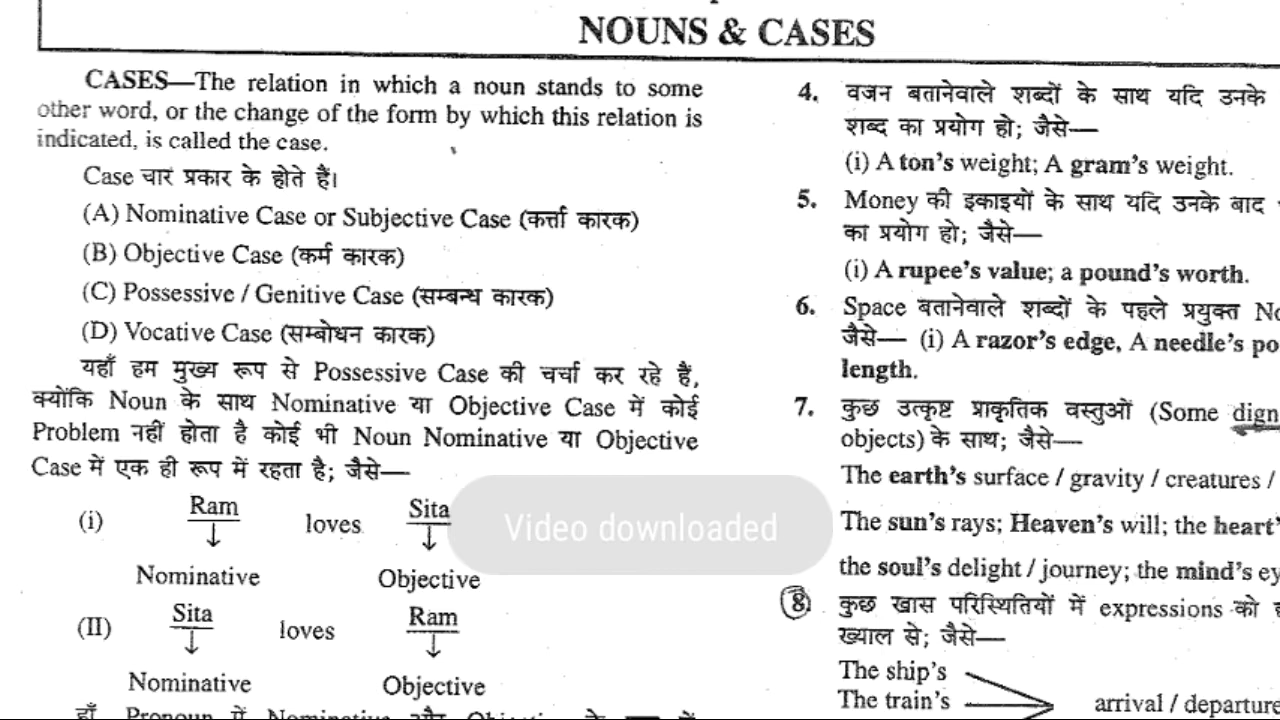 NOUNS & CASES
CASES—The relation in which a noun stands to some
other word, or the change of the form by which this relation is
indicated, is called the case.
Case चार प्रकार के होते हैं।
(A) Nominative Case or Subjective Case (कर्त्ता कारक)
(B) Objective Case (कर्म कारक)
(C) Possessive / Genitive Case (सम्बन्ध कारक)
(D) Vocative Case (सम्बोधन कारक)
यहाँ हम मुख्य रूप से Possessive Case की चर्चा कर रहे हैं,
क्योंकि Noun के साथ Nominative या Objective Case में कोई
Problem नहीं होता है कोई भी Noun Nominative या Objective
Case में एक ही रूप में रहता है; जैसे—
(i) Ram loves Sita
Nominative Objective
(II) Sita loves Ram
Nominative Objective
हाँ Pronoun में Nominative और
4. वजन बतानेवाले शब्दों के साथ यदि उनके
शब्द का प्रयोग हो; जैसे—
(i) A ton's weight; A gram's weight.
5. Money की इकाइयों के साथ यदि उनके बाद
का प्रयोग हो; जैसे—
(i) A rupee's value; a pound's worth.
6. Space बतानेवाले शब्दों के पहले प्रयुक्त
जैसे— (i) A razor's edge, A needle's
length.
7. कुछ उत्कृष्ट प्राकृतिक वस्तुओं (Some
objects) के साथ; जैसे—
The earth's surface / gravity / creatures /
The sun's rays; Heaven's will; the heart's
the soul's delight / journey; the mind's
8. कुछ खास परिस्थितियों में expressions को
ख्याल से; जैसे—
The ship's
The train's arrival / departure
Video downloaded